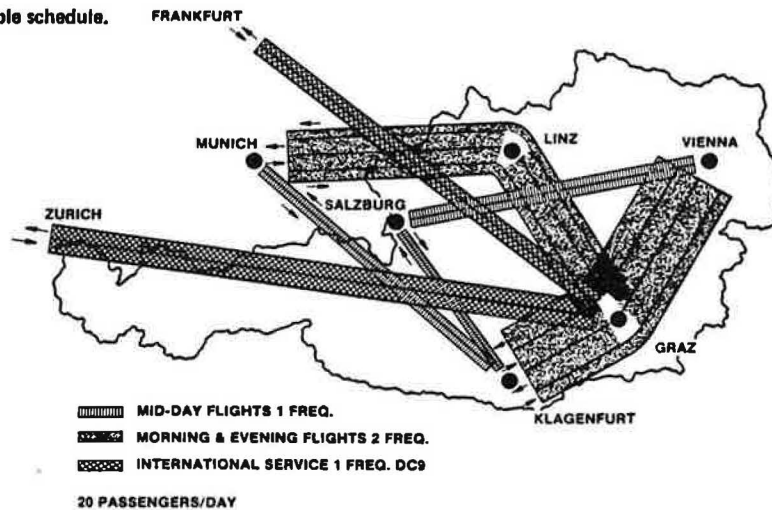 ble schedule.
FRANKFURT
MUNICH
LINZ
VIENNA
ZURICH
SALZBURG
GRAZ
KLAGENFURT
MID-DAY FLIGHTS 1 FREQ.
MORNING & EVENING FLIGHTS 2 FREQ.
INTERNATIONAL SERVICE 1 FREQ. DC9
20 PASSENGERS/DAY